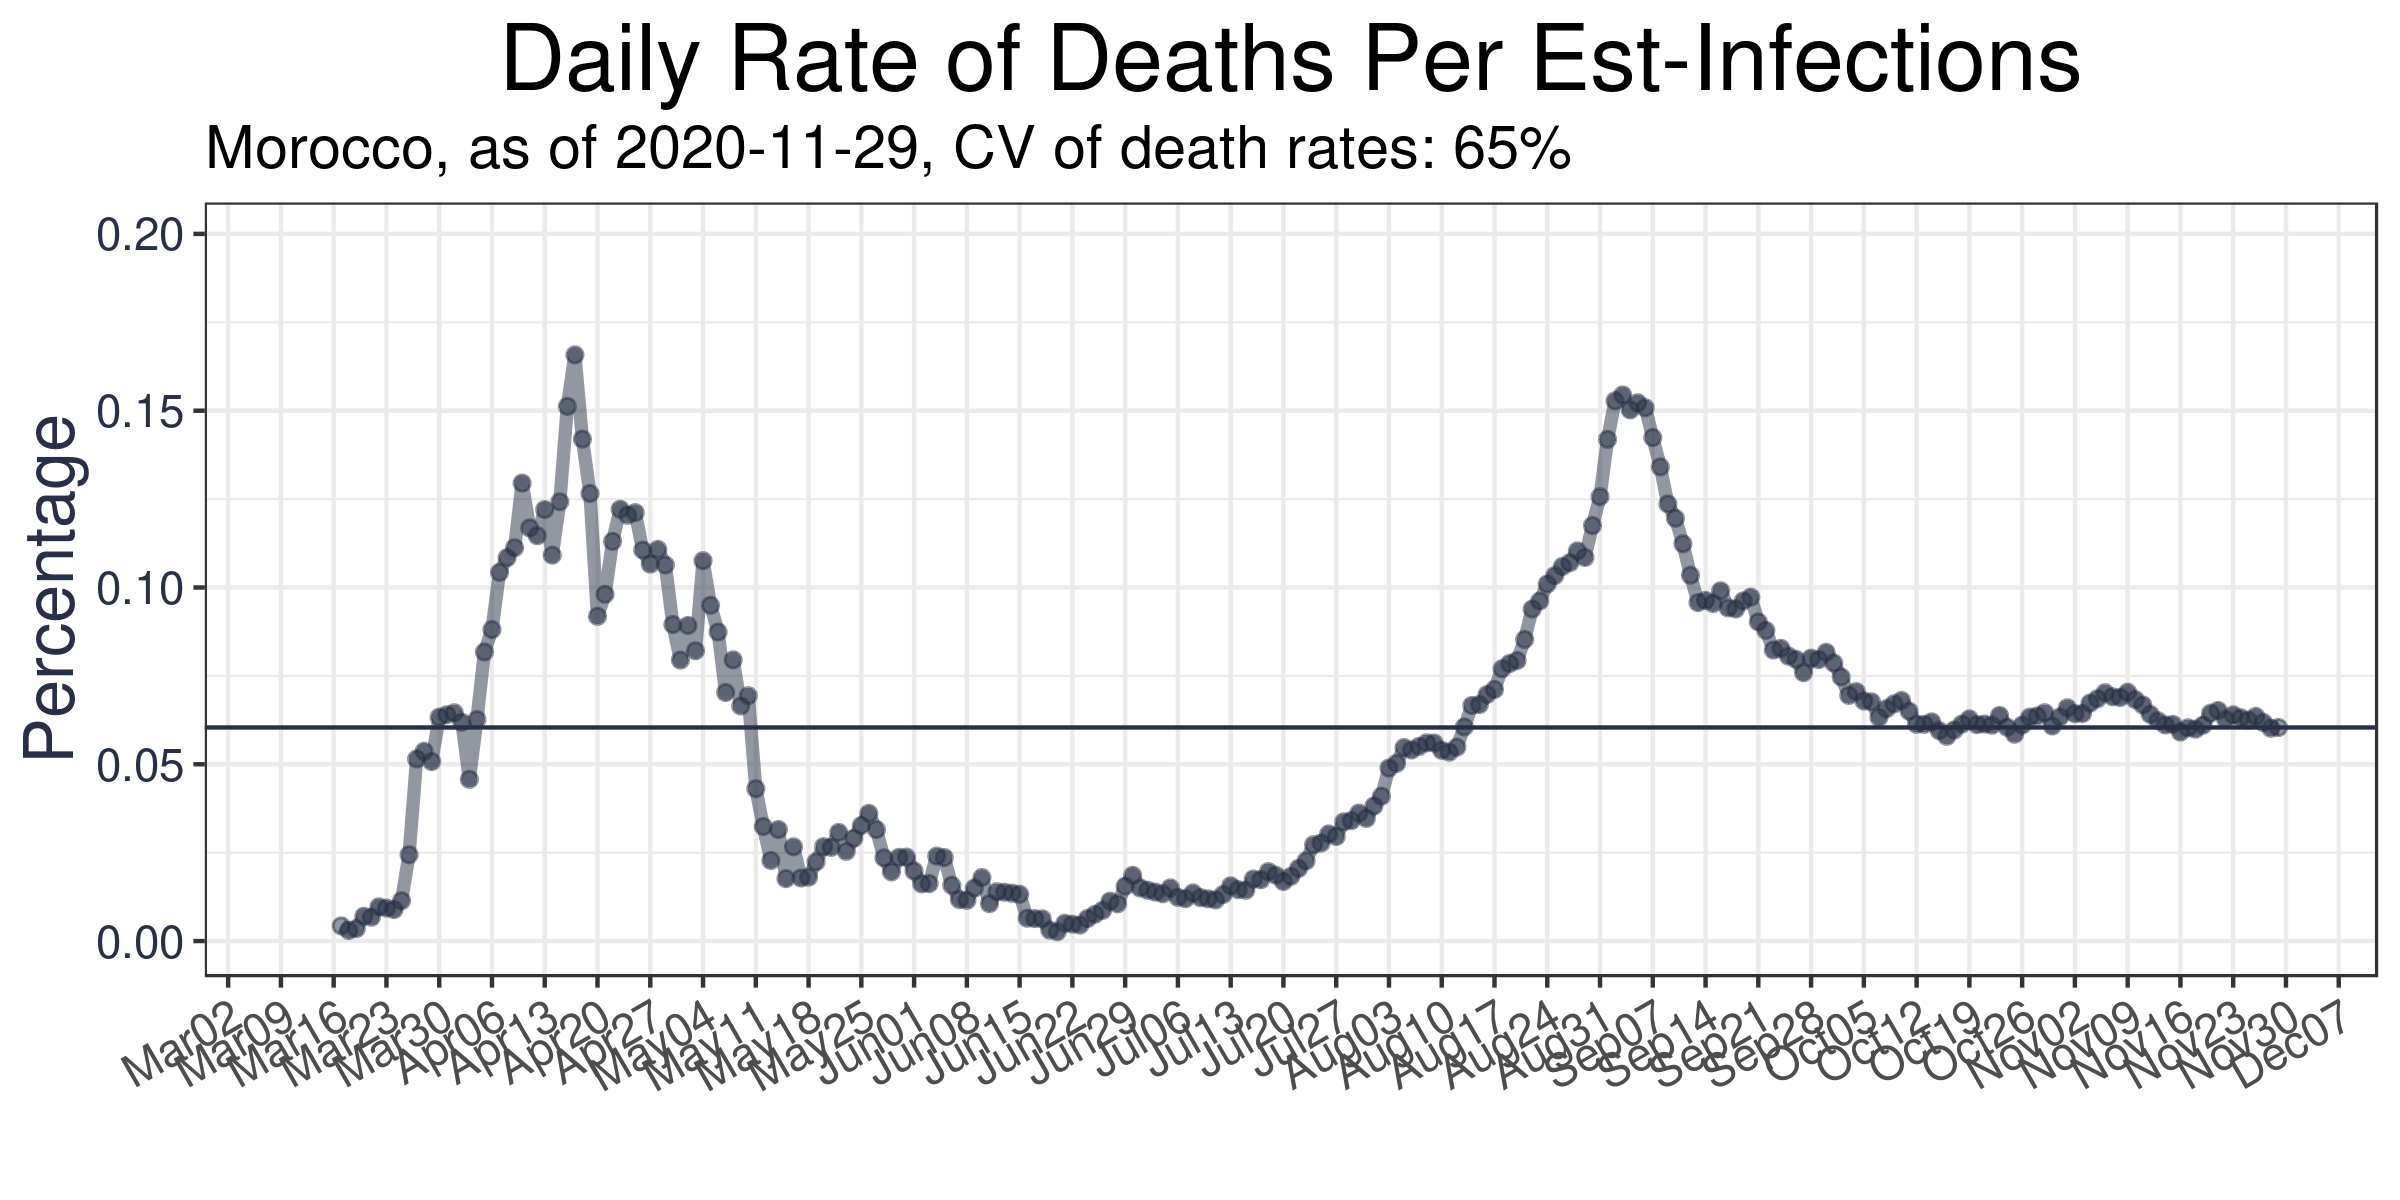 Daily Rate of Deaths Per Est-Infections
Morocco, as of 2020-11-29, CV of death rates: 65%
Percentage
0.20
0.15
0.10
0.05
0.00
Mar02
Mar09
Mar16
Mar23
Mar30
Apr06
Apr13
Apr20
Apr27
May04
May11
May18
May25
Jun01
Jun08
Jun15
Jun22
Jun29
Jul06
Jul13
Jul20
Jul27
Aug03
Aug10
Aug17
Aug24
Aug31
Sep07
Sep14
Sep21
Sep28
Oct05
Oct12
Oct19
Oct26
Nov02
Nov09
Nov16
Nov23
Nov30
Dec07